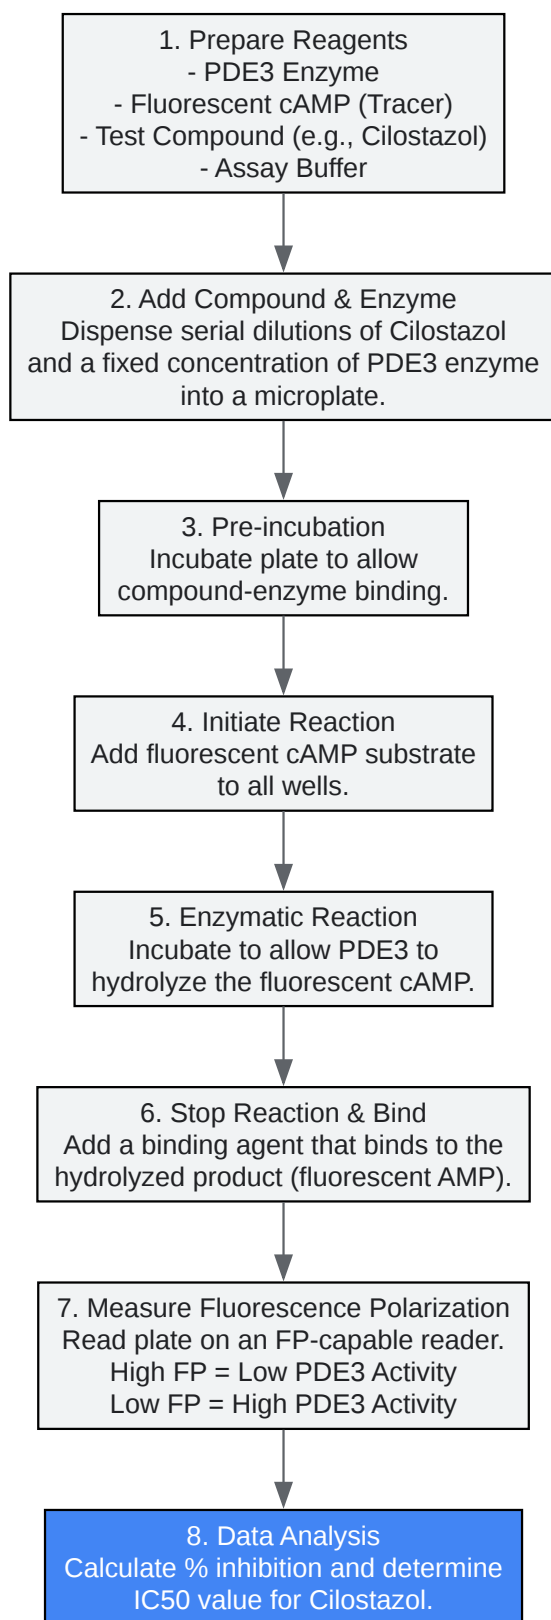 1. Prepare Reagents
- PDE3 Enzyme
- Fluorescent cAMP (Tracer)
- Test Compound (e.g., Cilostazol)
- Assay Buffer
2. Add Compound & Enzyme
Dispense serial dilutions of Cilostazol
and a fixed concentration of PDE3 enzyme
into a microplate.
3. Pre-incubation
Incubate plate to allow
compound-enzyme binding.
4. Initiate Reaction
Add fluorescent cAMP substrate
to all wells.
5. Enzymatic Reaction
Incubate to allow PDE3 to
hydrolyze the fluorescent cAMP.
6. Stop Reaction & Bind
Add a binding agent that binds to the
hydrolyzed product (fluorescent AMP).
7. Measure Fluorescence Polarization
Read plate on an FP-capable reader.
High FP = Low PDE3 Activity
Low FP = High PDE3 Activity
8. Data Analysis
Calculate % inhibition and determine
IC50 value for Cilostazol.